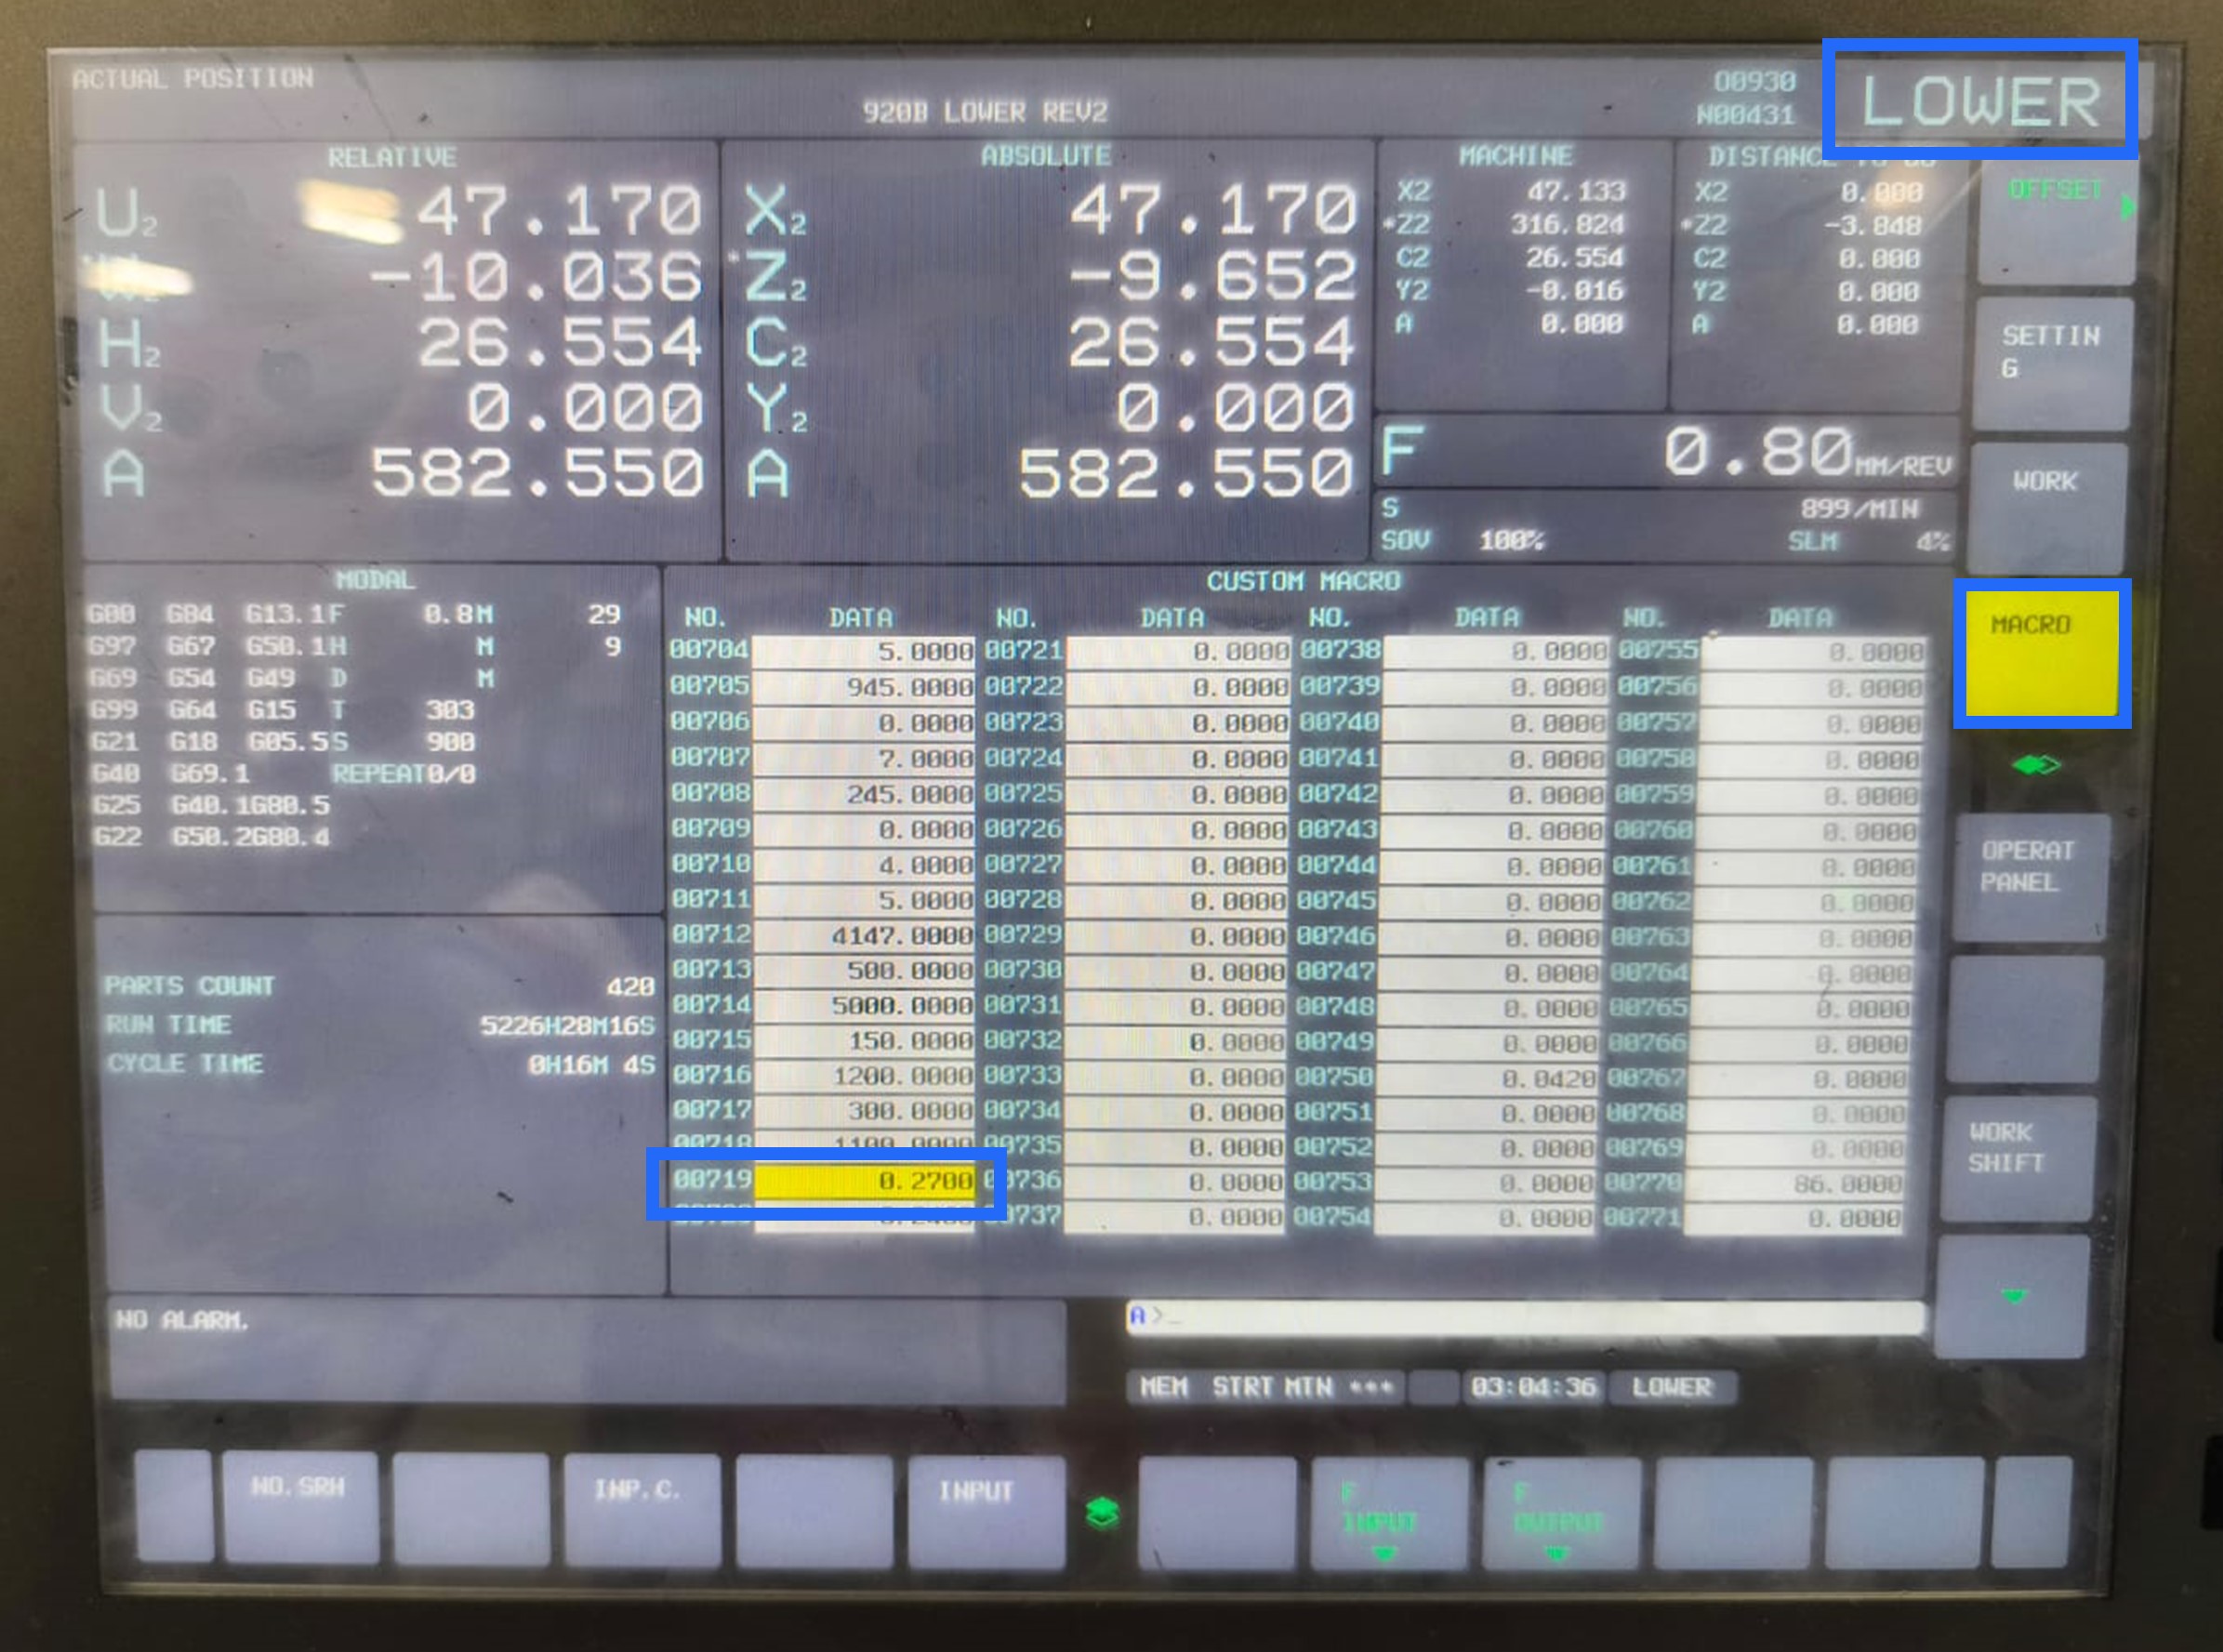 ACTUAL POSITION
920B LOWER REV2
O0930
N00431
LOWER
RELATIVE
U2 47.170
-10.036
H2 26.554
V2 0.000
A 582.550
ABSOLUTE
X2 47.170
*Z2 -9.652
C2 26.554
Y2 0.000
A 582.550
MACHINE
X2 47.133
*Z2 316.824
C2 26.554
Y2 -0.016
A 0.000
DISTANCE
X2 0.000
*Z2 -3.848
C2 0.000
Y2 0.000
A 0.000
F 0.80MM/REV
S 899/MIN
SOV 100% SLM 4%
MODAL
G00 G84 G13.1F 0.8M 29
G97 G67 G50.1H M 9
G69 G54 G49 D M
G99 G64 G15 T 303
G21 G18 G05.5S 900
G40 G69.1 REPEAT0/0
G25 G40.1G80.5
G22 G50.2G80.4
PARTS COUNT 420
RUN TIME 5226H28M16S
CYCLE TIME 0H16M 4S
CUSTOM MACRO
NO. DATA NO. DATA NO. DATA NO. DATA
00704 5.0000 00721 0.0000 00738 0.0000 00755 0.0000
00705 945.0000 00722 0.0000 00739 0.0000 00756 0.0000
00706 0.0000 00723 0.0000 00740 0.0000 00757 0.0000
00707 7.0000 00724 0.0000 00741 0.0000 00758 0.0000
00708 245.0000 00725 0.0000 00742 0.0000 00759 0.0000
00709 0.0000 00726 0.0000 00743 0.0000 00760 0.0000
00710 4.0000 00727 0.0000 00744 0.0000 00761 0.0000
00711 5.0000 00728 0.0000 00745 0.0000 00762 0.0000
00712 4147.0000 00729 0.0000 00746 0.0000 00763 0.0000
00713 500.0000 00730 0.0000 00747 0.0000 00764 0.0000
00714 5000.0000 00731 0.0000 00748 0.0000 00765 0.0000
00715 150.0000 00732 0.0000 00749 0.0000 00766 0.0000
00716 1200.0000 00733 0.0000 00750 0.0420 00767 0.0000
00717 300.0000 00734 0.0000 00751 0.0000 00768 0.0000
00718 1100.0000 00735 0.0000 00752 0.0000 00769 0.0000
00719 0.2700 00736 0.0000 00753 0.0000 00770 86.0000
00737 0.0000 00754 0.0000 00771 0.0000
NO ALARM.
A>_
MEM STRT MTN *** 03:04:36 LOWER
OFFSET
SETTIN
G
WORK
MACRO
OPERAT
PANEL
WORK
SHIFT
NO.SRH
INP.C.
INPUT
F
INPUT
F
OUTPUT